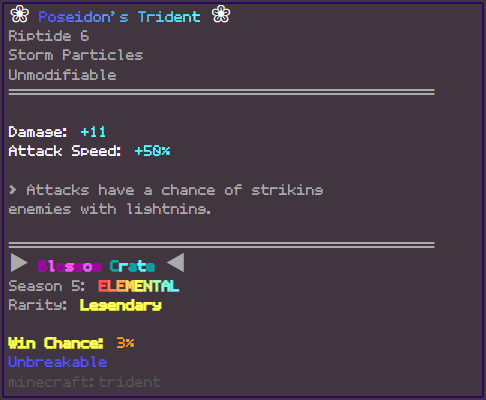 Poseidon's Trident
Riptide 6
Storm Particles
Unmodifiable
Damage: +11
Attack Speed: +50%
> Attacks have a chance of striking
enemies with lightning.
▶ Blossom Crate ◀
Season 5: ELEMENTAL
Rarity: Legendary
Win Chance: 3%
Unbreakable
minecraft:trident